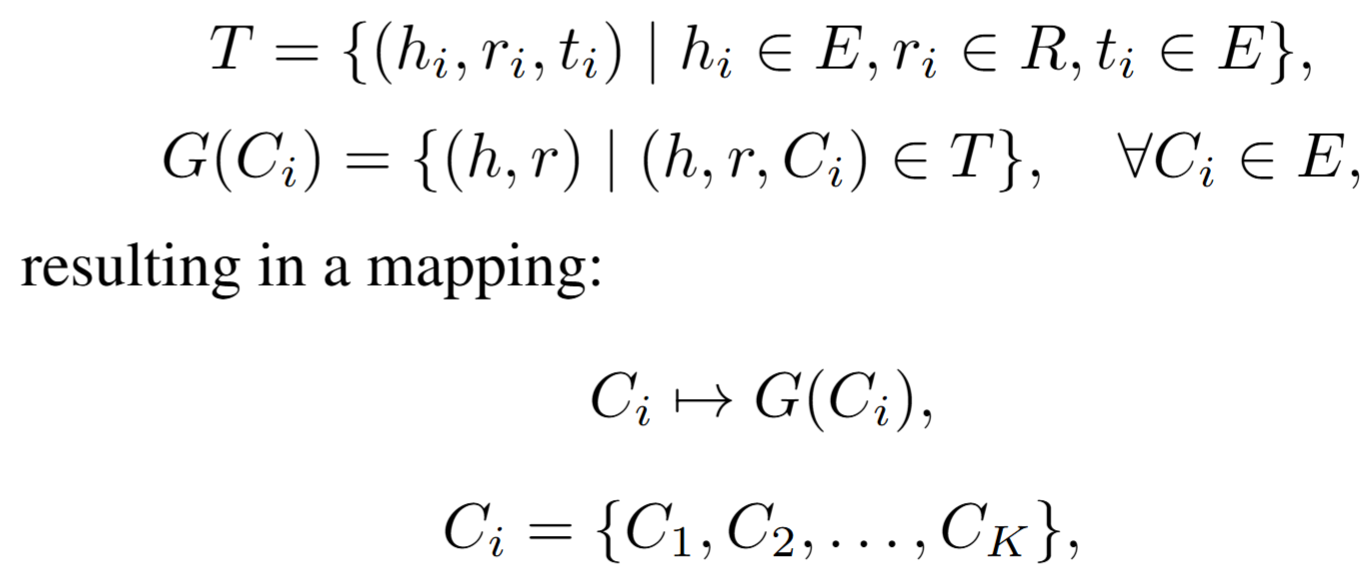 T = {(h_i, r_i, t_i) | h_i ∈ E, r_i ∈ R, t_i ∈ E},
G(C_i) = {(h, r) | (h, r, C_i) ∈ T}, ∀C_i ∈ E,
resulting in a mapping:
C_i ↦ G(C_i),
C_i = {C_1, C_2, . . . , C_K},